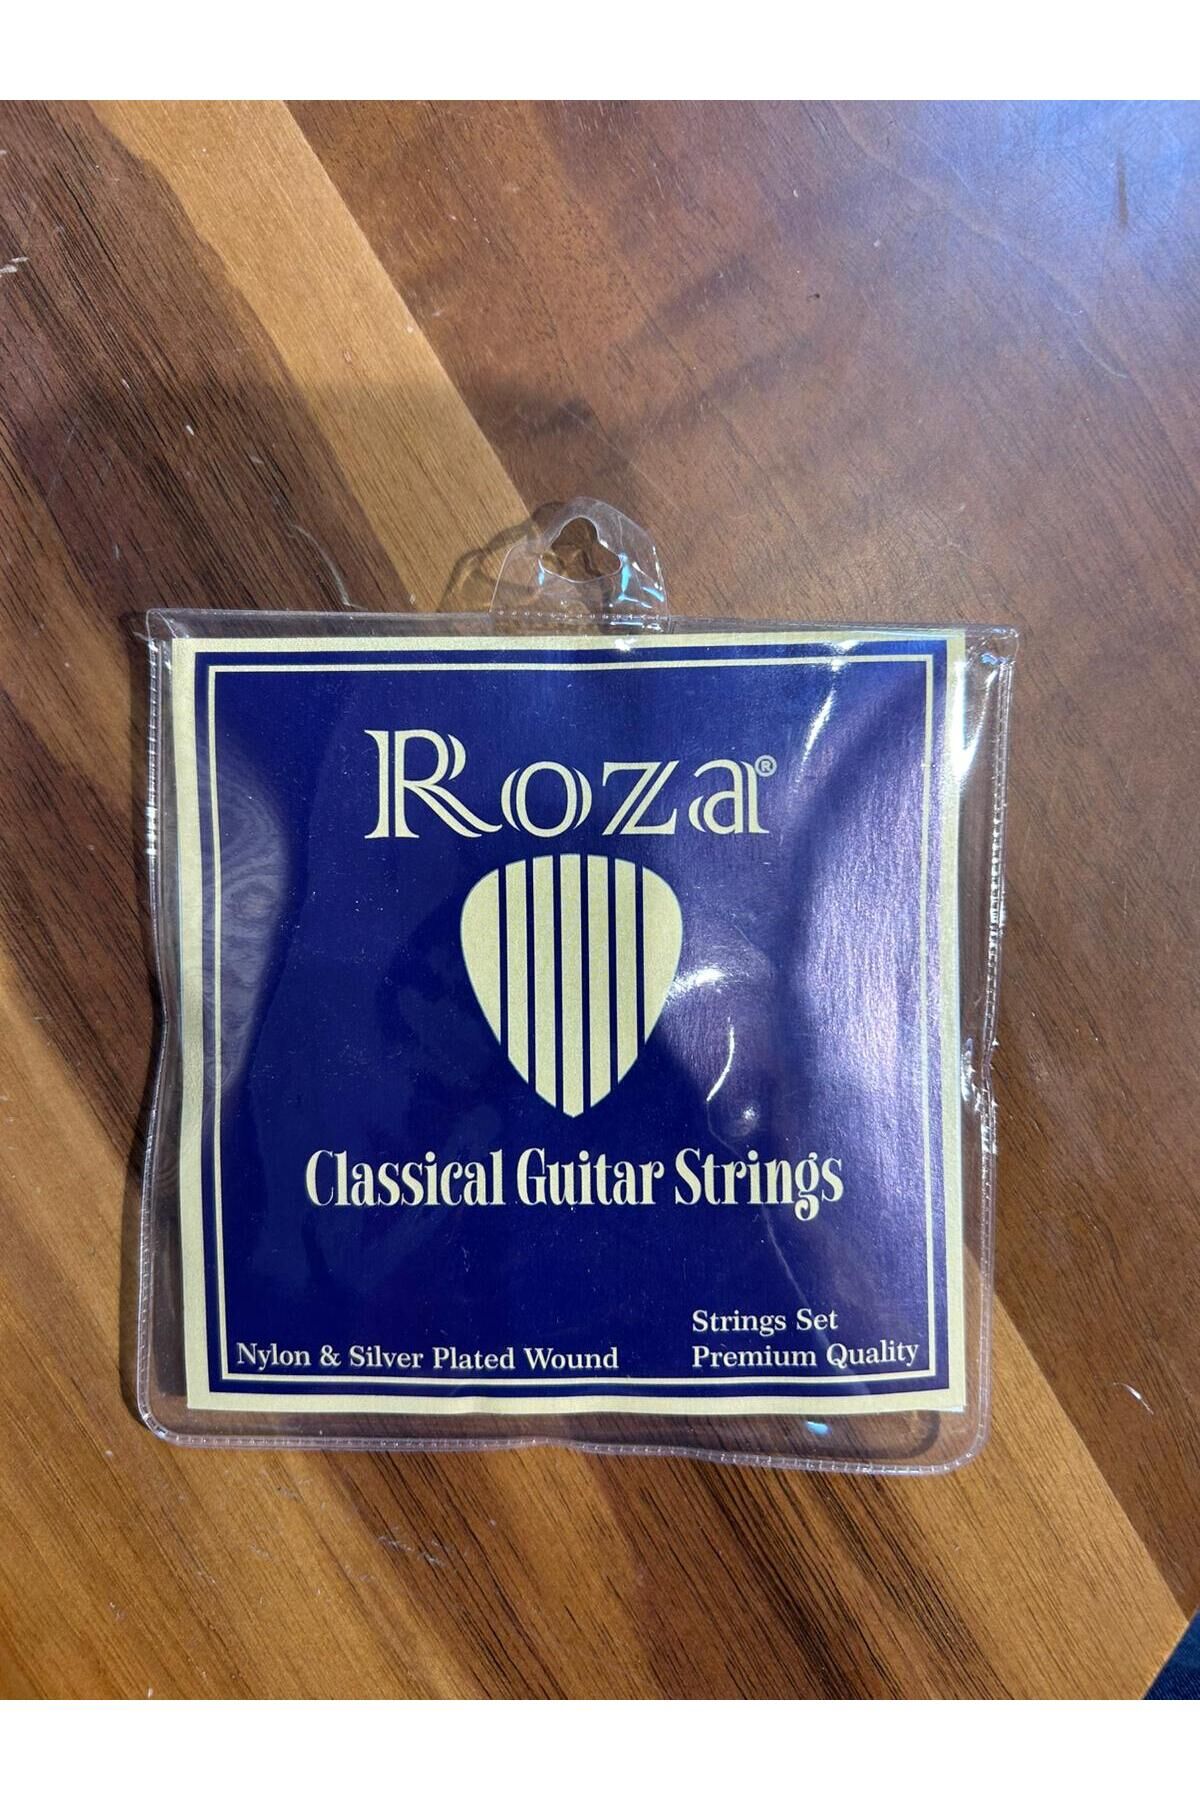 Roza®
Classical Guitar Strings
Strings Set
Nylon & Silver Plated Wound
Premium Quality